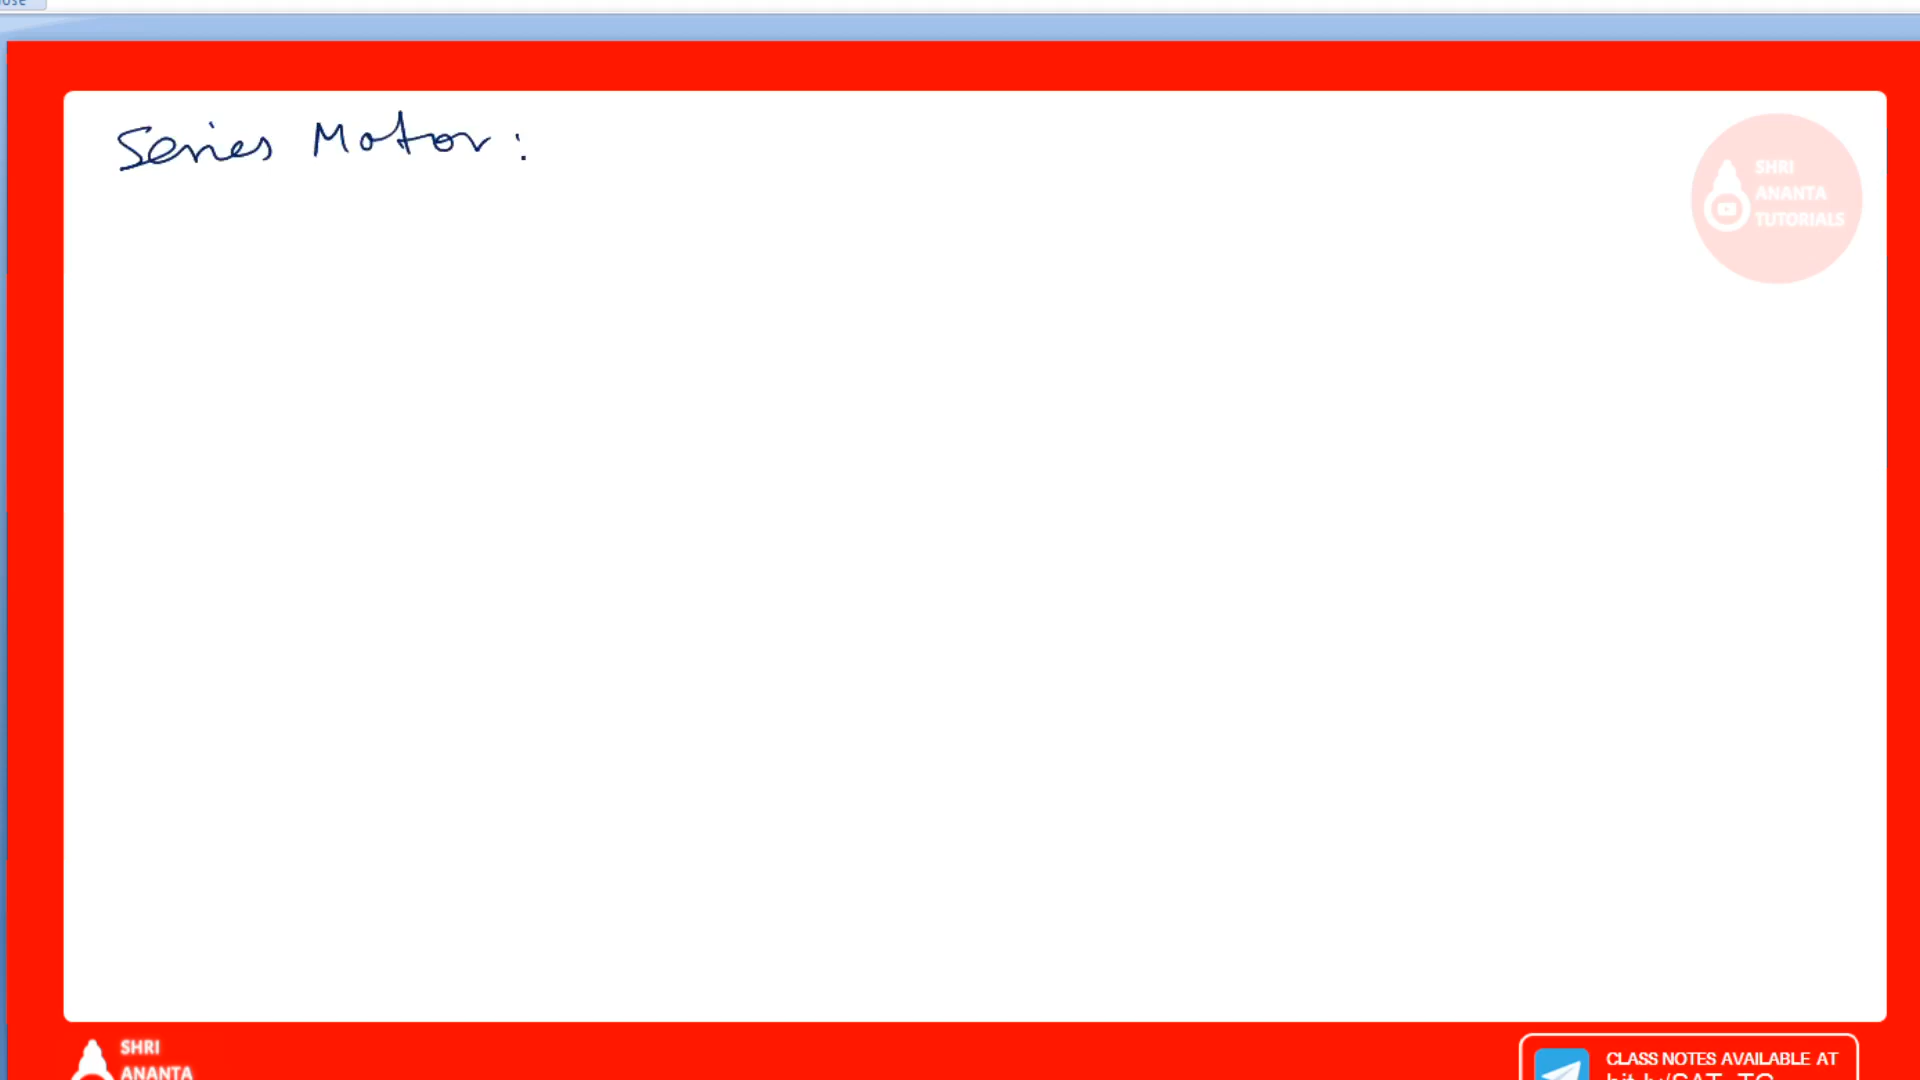 Series Motor :
SHRI
ANANTA
TUTORIALS
SHRI
ANANTA
CLASS NOTES AVAILABLE AT